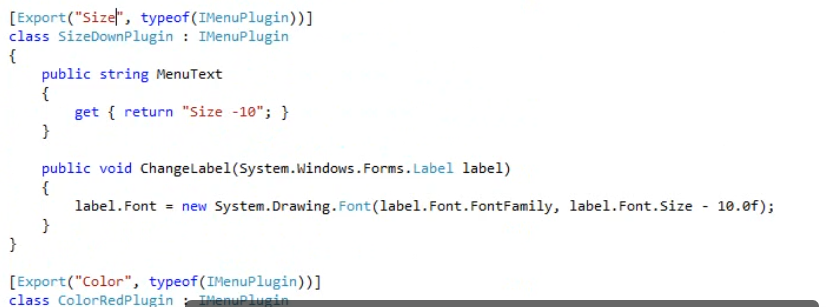 [Export("Size", typeof(IMenuPlugin))]
class SizeDownPlugin : IMenuPlugin
{
    public string MenuText
    {
        get { return "Size -10"; }
    }

    public void ChangeLabel(System.Windows.Forms.Label label)
    {
        label.Font = new System.Drawing.Font(label.Font.FontFamily, label.Font.Size - 10.0f);
    }
}

[Export("Color", typeof(IMenuPlugin))]
class ColorRedPlugin : IMenuPlugin